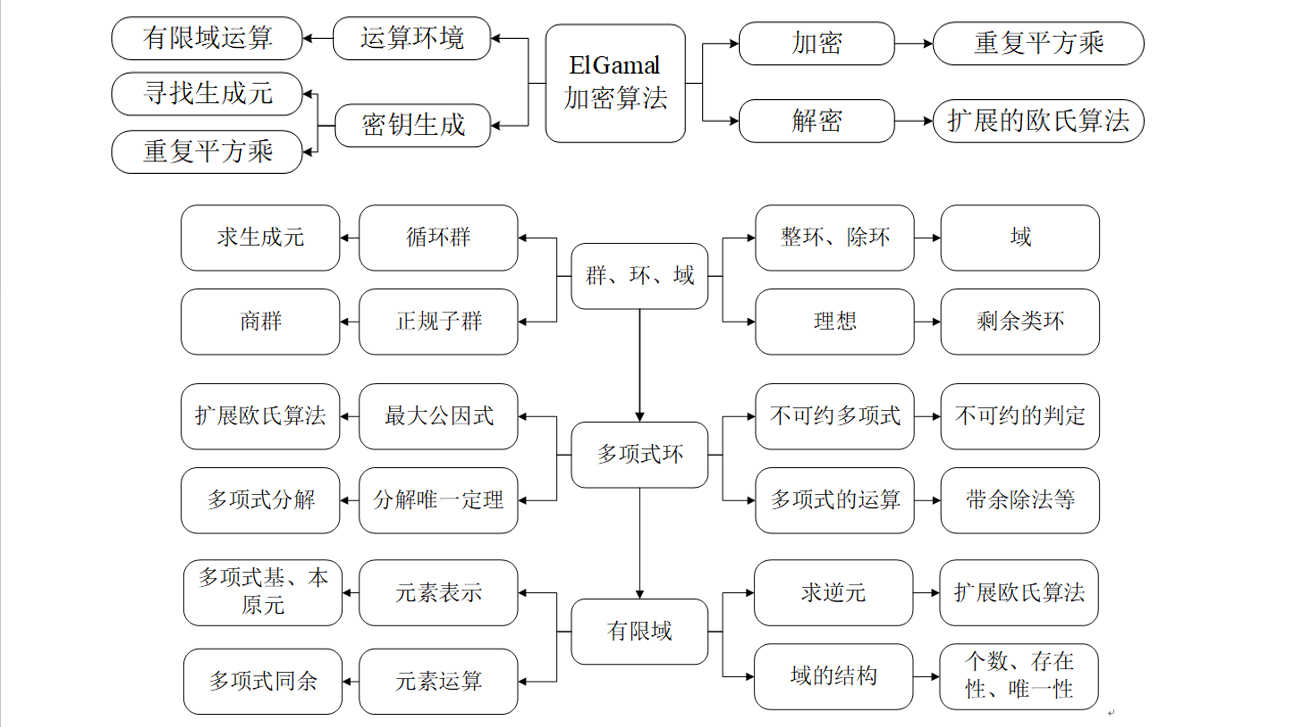 有限域运算
运算环境
ElGamal
加密算法
加密
重复平方乘
寻找生成元
密钥生成
解密
扩展的欧氏算法
重复平方乘
求生成元
循环群
群、环、域
整环、除环
域
商群
正规子群
理想
剩余类环
扩展欧氏算法
最大公因式
多项式环
不可约多项式
不可约的判定
多项式分解
分解唯一定理
多项式的运算
带余除法等
多项式基、本
原元
元素表示
有限域
求逆元
扩展欧氏算法
多项式同余
元素运算
域的结构
个数、存在
性、唯一性